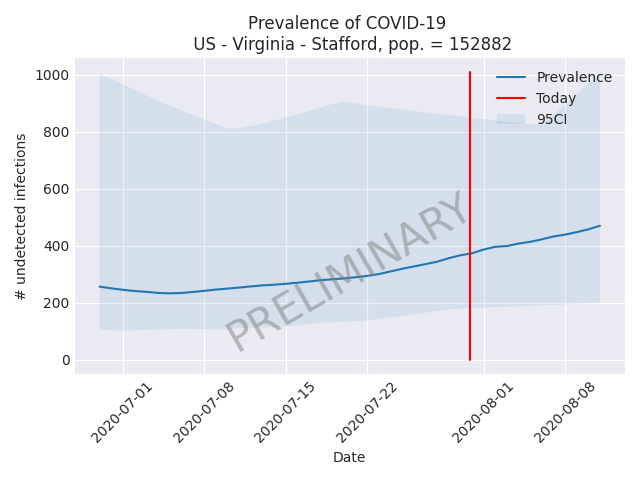 Prevalence of COVID-19
US - Virginia - Stafford, pop. = 152882
1000
800
600
400
200
0
# undetected infections
Prevalence
Today
95CI
PRELIMINARY
2020-07-01
2020-07-08
2020-07-15
2020-07-22
2020-08-01
2020-08-08
Date